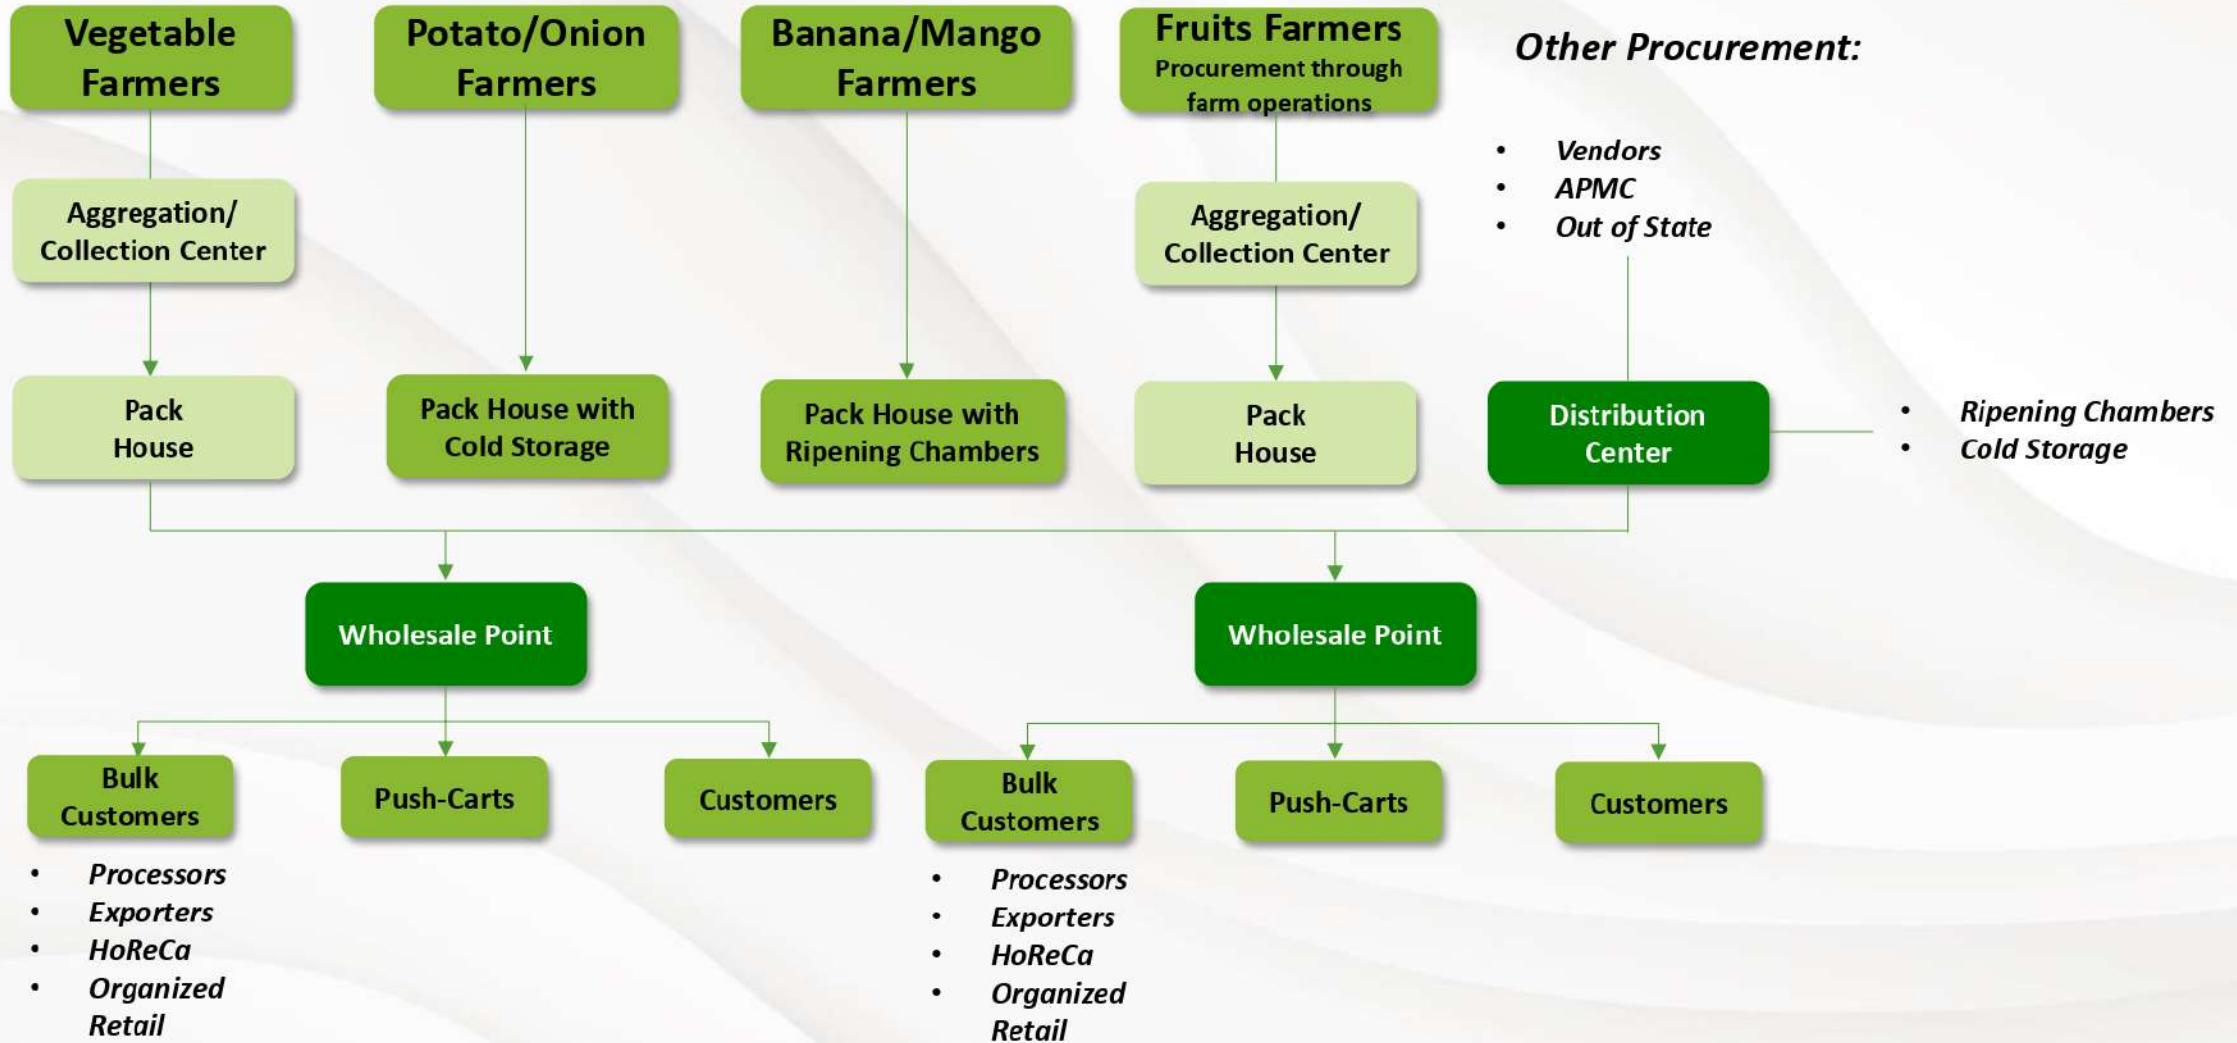 Vegetable
Farmers
Potato/Onion
Farmers
Banana/Mango
Farmers
Fruits Farmers
Procurement through
farm operations
Other Procurement:
• Vendors
• APMC
• Out of State
Aggregation/
Collection Center
Aggregation/
Collection Center
Pack
House
Pack House with
Cold Storage
Pack House with
Ripening Chambers
Pack
House
Distribution
Center
• Ripening Chambers
• Cold Storage
Wholesale Point
Wholesale Point
Bulk
Customers
Push-Carts
Customers
Bulk
Customers
Push-Carts
Customers
• Processors
• Exporters
• HoReCa
• Organized
Retail
• Processors
• Exporters
• HoReCa
• Organized
Retail